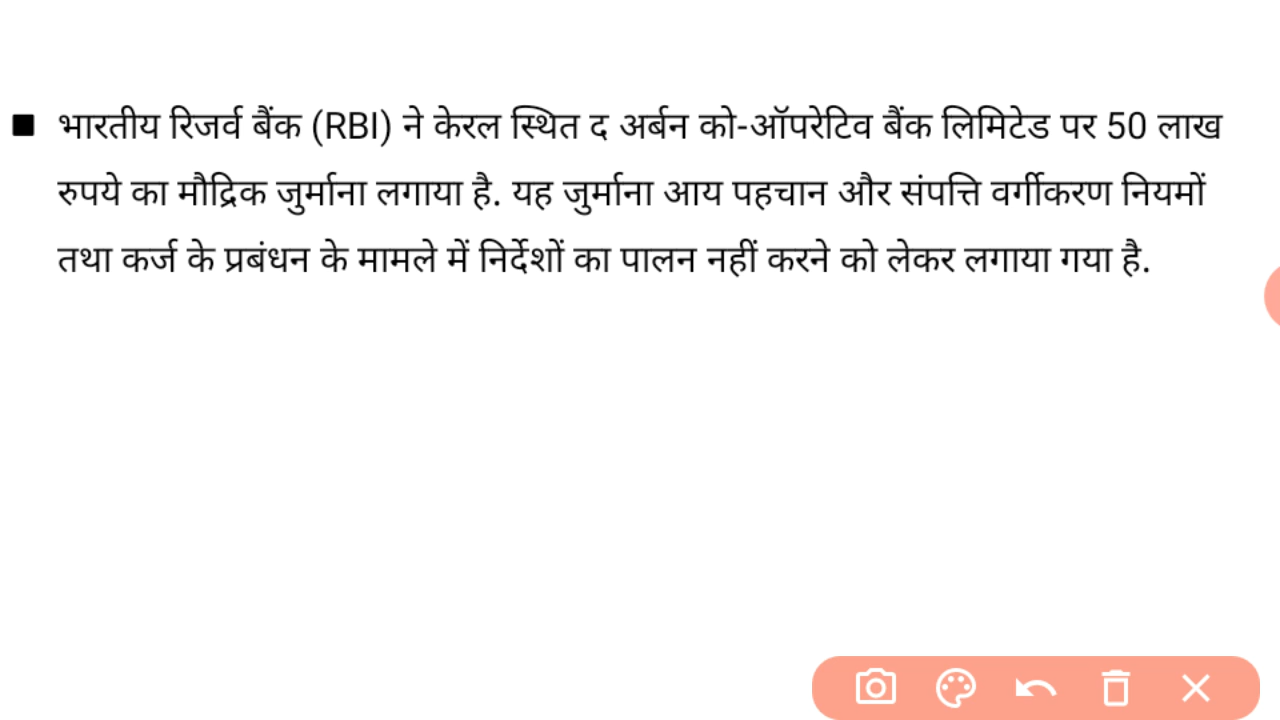 ■ भारतीय रिजर्व बैंक (RBI) ने केरल स्थित द अर्बन को-ऑपरेटिव बैंक लिमिटेड पर 50 लाख
रुपये का मौद्रिक जुर्माना लगाया है. यह जुर्माना आय पहचान और संपत्ति वर्गीकरण नियमों
तथा कर्ज के प्रबंधन के मामले में निर्देशों का पालन नहीं करने को लेकर लगाया गया है.